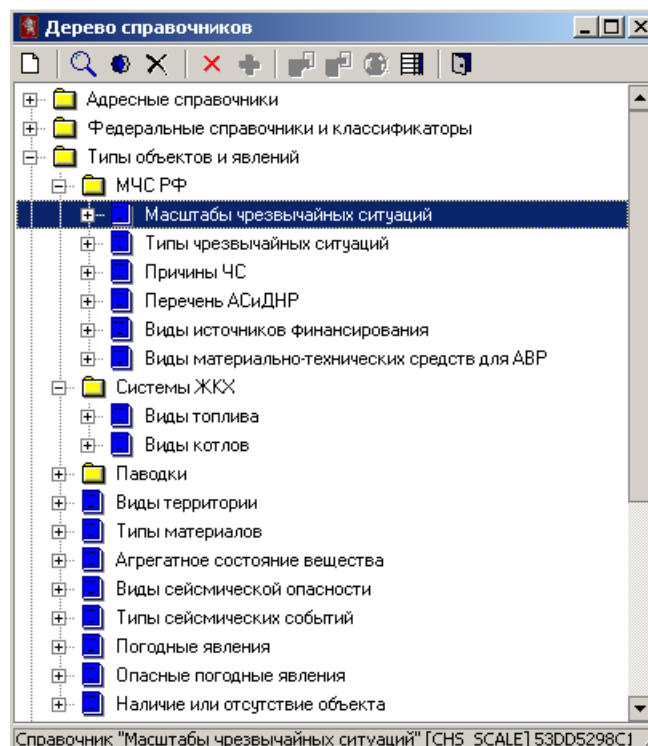 Дерево справочников
Адресные справочники
Федеральные справочники и классификаторы
Типы объектов и явлений
МЧС РФ
Масштабы чрезвычайных ситуаций
Типы чрезвычайных ситуаций
Причины ЧС
Перечень АСиДНР
Виды источников финансирования
Виды материально-технических средств для АВР
Системы ЖКХ
Виды топлива
Виды котлов
Паводки
Виды территории
Типы материалов
Агрегатное состояние вещества
Виды сейсмической опасности
Типы сейсмических событий
Погодные явления
Опасные погодные явления
Наличие или отсутствие объекта
Справочник "Масштабы чрезвычайных ситуаций" [CHS_SCALE] 53DD5298C1